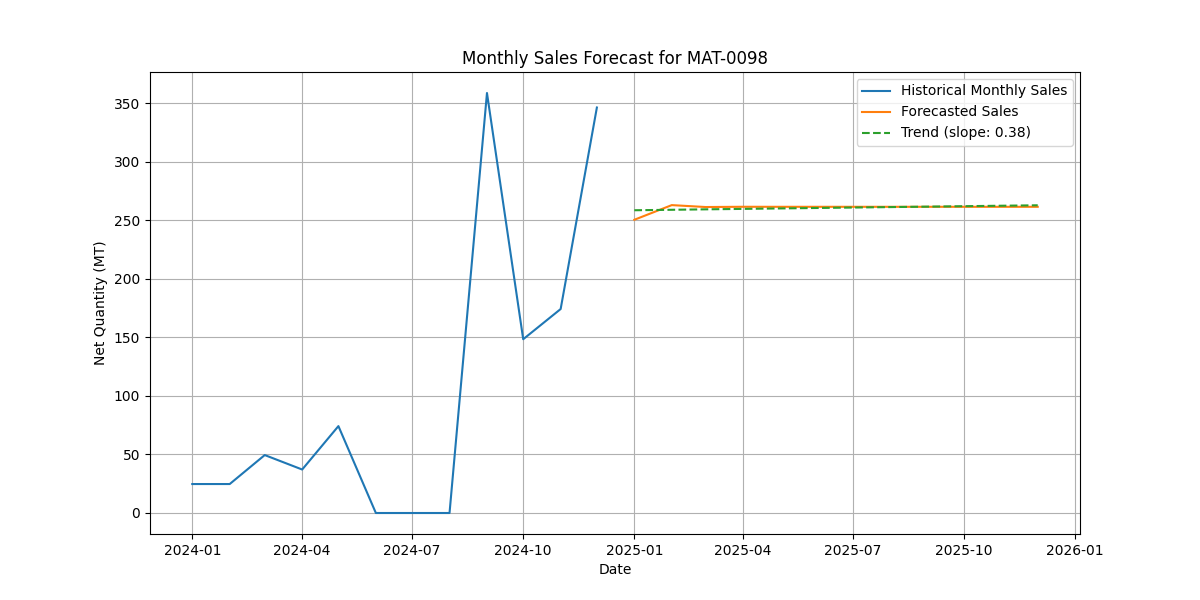 Monthly Sales Forecast for MAT-0098
Historical Monthly Sales
Forecasted Sales
Trend (slope: 0.38)
Net Quantity (MT)
350
300
250
200
150
100
50
0
2024-01 2024-04 2024-07 2024-10 2025-01 2025-04 2025-07 2025-10 2026-01
Date